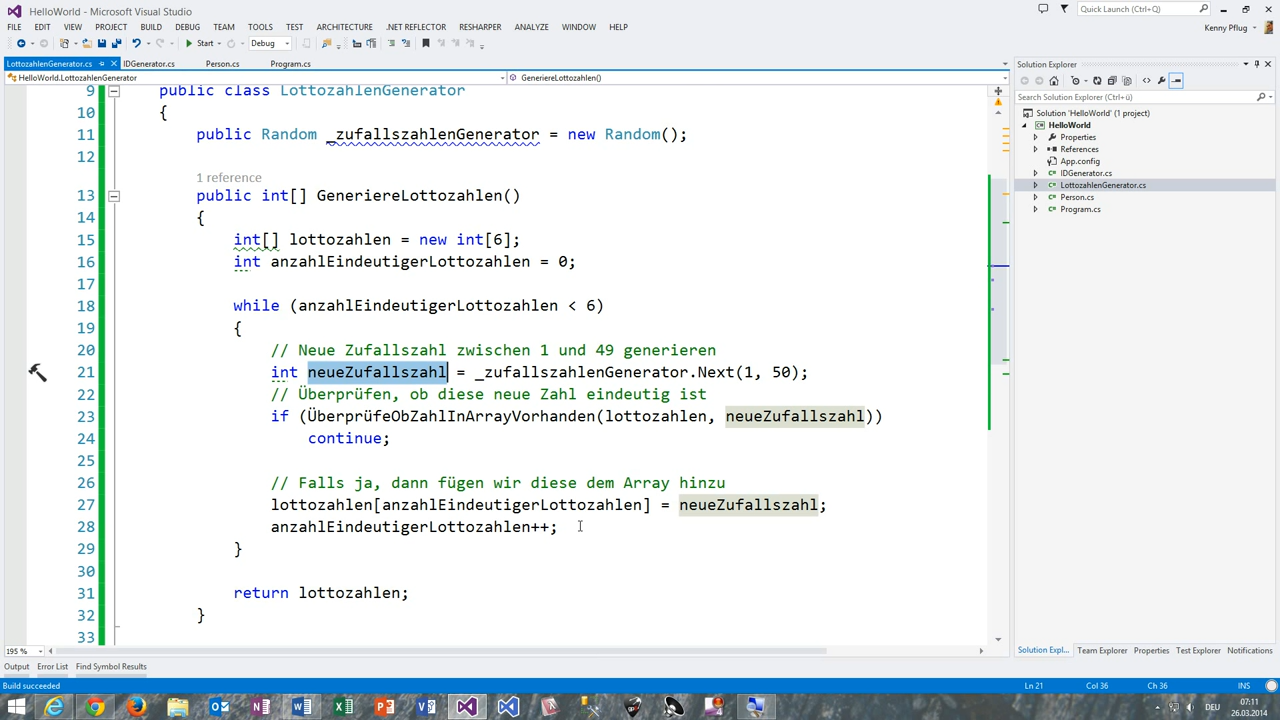 HelloWorld - Microsoft Visual Studio
Quick Launch (Ctrl+Q)
FILE EDIT VIEW PROJECT BUILD DEBUG TEAM TOOLS TEST ARCHITECTURE .NET REFLECTOR RESHARPER ANALYZE WINDOW HELP
Kenny Pflug
Start Debug
LottozahlenGenerator.cs IDGenerator.cs Person.cs Program.cs
HelloWorld.LottozahlenGenerator GeneriereLottozahlen()
9 public class LottozahlenGenerator
10 {
11 public Random _zufallszahlenGenerator = new Random();
12
1 reference
13 public int[] GeneriereLottozahlen()
14 {
15 int[] lottozahlen = new int[6];
16 int anzahlEindeutigerLottozahlen = 0;
17
18 while (anzahlEindeutigerLottozahlen < 6)
19 {
20 // Neue Zufallszahl zwischen 1 und 49 generieren
21 int neueZufallszahl = _zufallszahlenGenerator.Next(1, 50);
22 // Überprüfen, ob diese neue Zahl eindeutig ist
23 if (ÜberprüfeObZahlInArrayVorhanden(lottozahlen, neueZufallszahl))
24 continue;
25
26 // Falls ja, dann fügen wir diese dem Array hinzu
27 lottozahlen[anzahlEindeutigerLottozahlen] = neueZufallszahl;
28 anzahlEindeutigerLottozahlen++;
29 }
30
31 return lottozahlen;
32 }
33
195 %
Solution Explorer
Search Solution Explorer (Ctrl+ü)
Solution 'HelloWorld' (1 project)
HelloWorld
Properties
References
App.config
IDGenerator.cs
LottozahlenGenerator.cs
Person.cs
Program.cs
Solution Expl... Team Explorer Properties Test Explorer Notifications
Output Error List Find Symbol Results
Build succeeded
Ln 21 Col 36 Ch 36 INS
DEU
07:11
26.03.2014